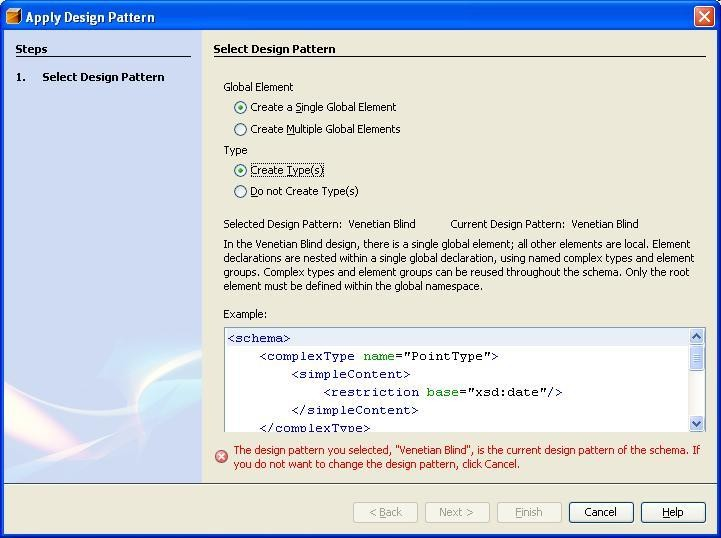 Apply Design Pattern
Steps
1. Select Design Pattern
Select Design Pattern
Global Element
Create a Single Global Element
Create Multiple Global Elements
Type
Create Type(s)
Do not Create Type(s)
Selected Design Pattern: Venetian Blind Current Design Pattern: Venetian Blind
In the Venetian Blind design, there is a single global element; all other elements are local. Element
declarations are nested within a single global declaration, using named complex types and element
groups. Complex types and element groups can be reused throughout the schema. Only the root
element must be defined within the global namespace.
Example:
<schema>
<complexType name="PointType">
<simpleContent>
<restriction base="xsd:date"/>
</simpleContent>
</complexType>
The design pattern you selected, "Venetian Blind", is the current design pattern of the schema. If
you do not want to change the design pattern, click Cancel.
< Back Next > Finish Cancel Help